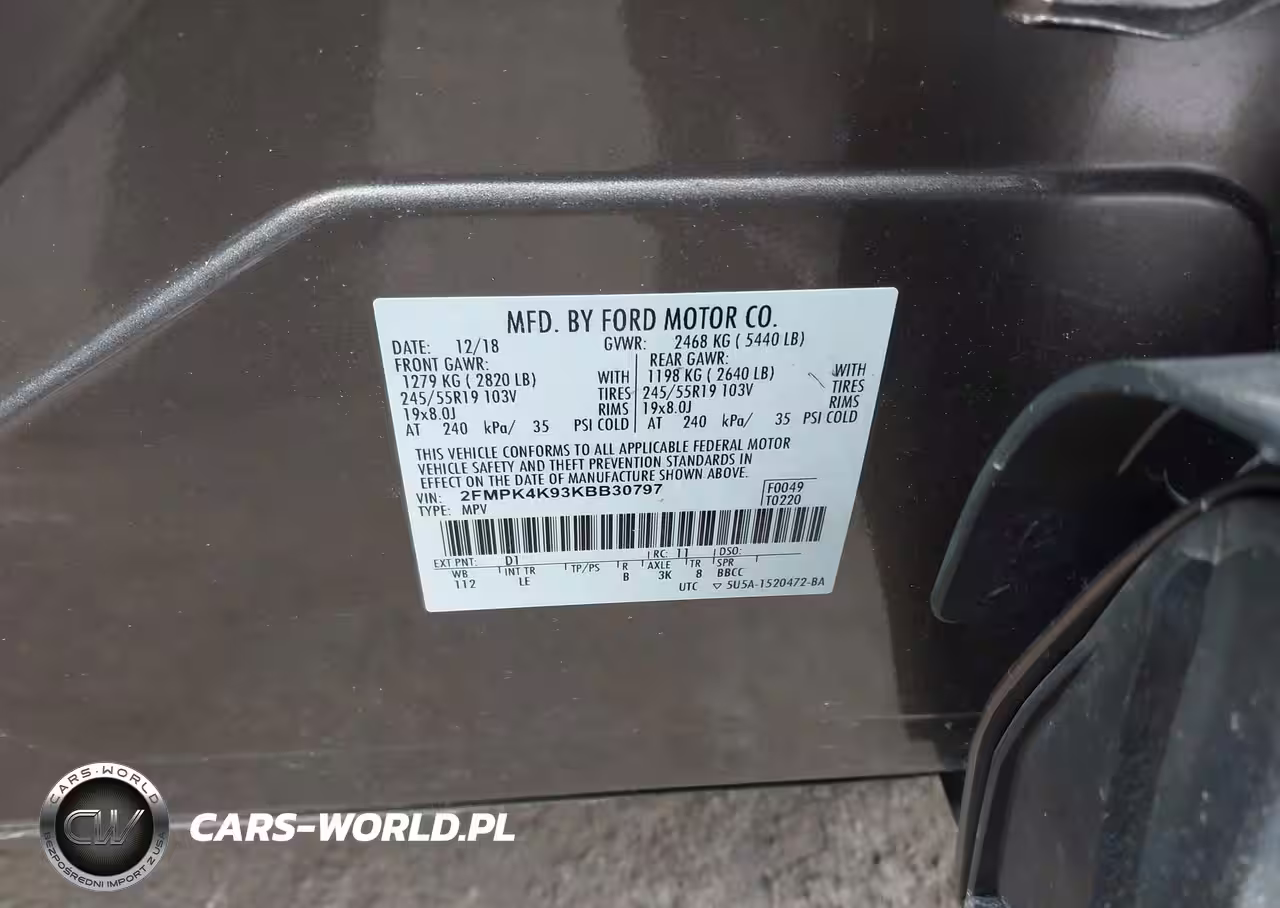 MFD. BY FORD MOTOR CO.
DATE: 12/18 GVWR: 2468 KG ( 5440 LB)
FRONT GAWR: REAR GAWR:
1279 KG ( 2820 LB) WITH 1198 KG ( 2640 LB) WITH
245/55R19 103V TIRES 245/55R19 103V TIRES
19x8.0J RIMS 19x8.0J RIMS
AT 240 kPa/ 35 PSI COLD AT 240 kPa/ 35 PSI COLD
THIS VEHICLE CONFORMS TO ALL APPLICABLE FEDERAL MOTOR
VEHICLE SAFETY AND THEFT PREVENTION STANDARDS IN
EFFECT ON THE DATE OF MANUFACTURE SHOWN ABOVE.
VIN: 2FMPK4K93KBB30797 F0049
TYPE: MPV T0220
EXT PNT: D1 RC: 11 DSO:
WB INT TR TP/PS R AXLE TR SPR
112 LE B 3K 8 BBCC
UTC ▽ 5U5A-1520472-BA
CARS-WORLD
CW
BEZPOŚREDNI IMPORT Z USA
CARS-WORLD.PL